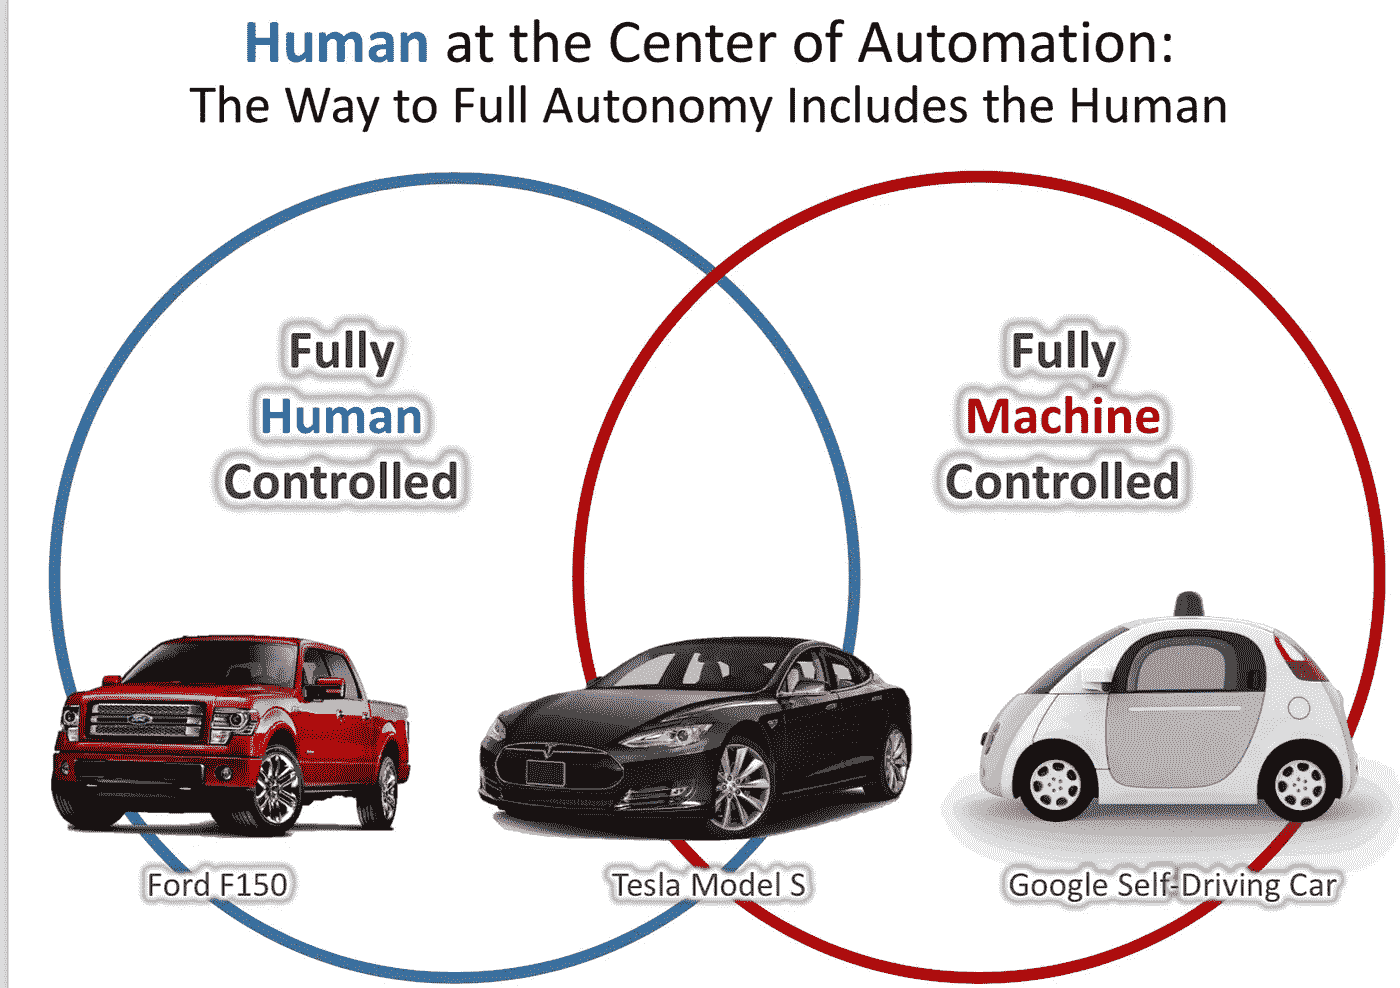 Human at the Center of Automation:
The Way to Full Autonomy Includes the Human
Fully
Human
Controlled
Fully
Machine
Controlled
Ford F150
Tesla Model S
Google Self-Driving Car